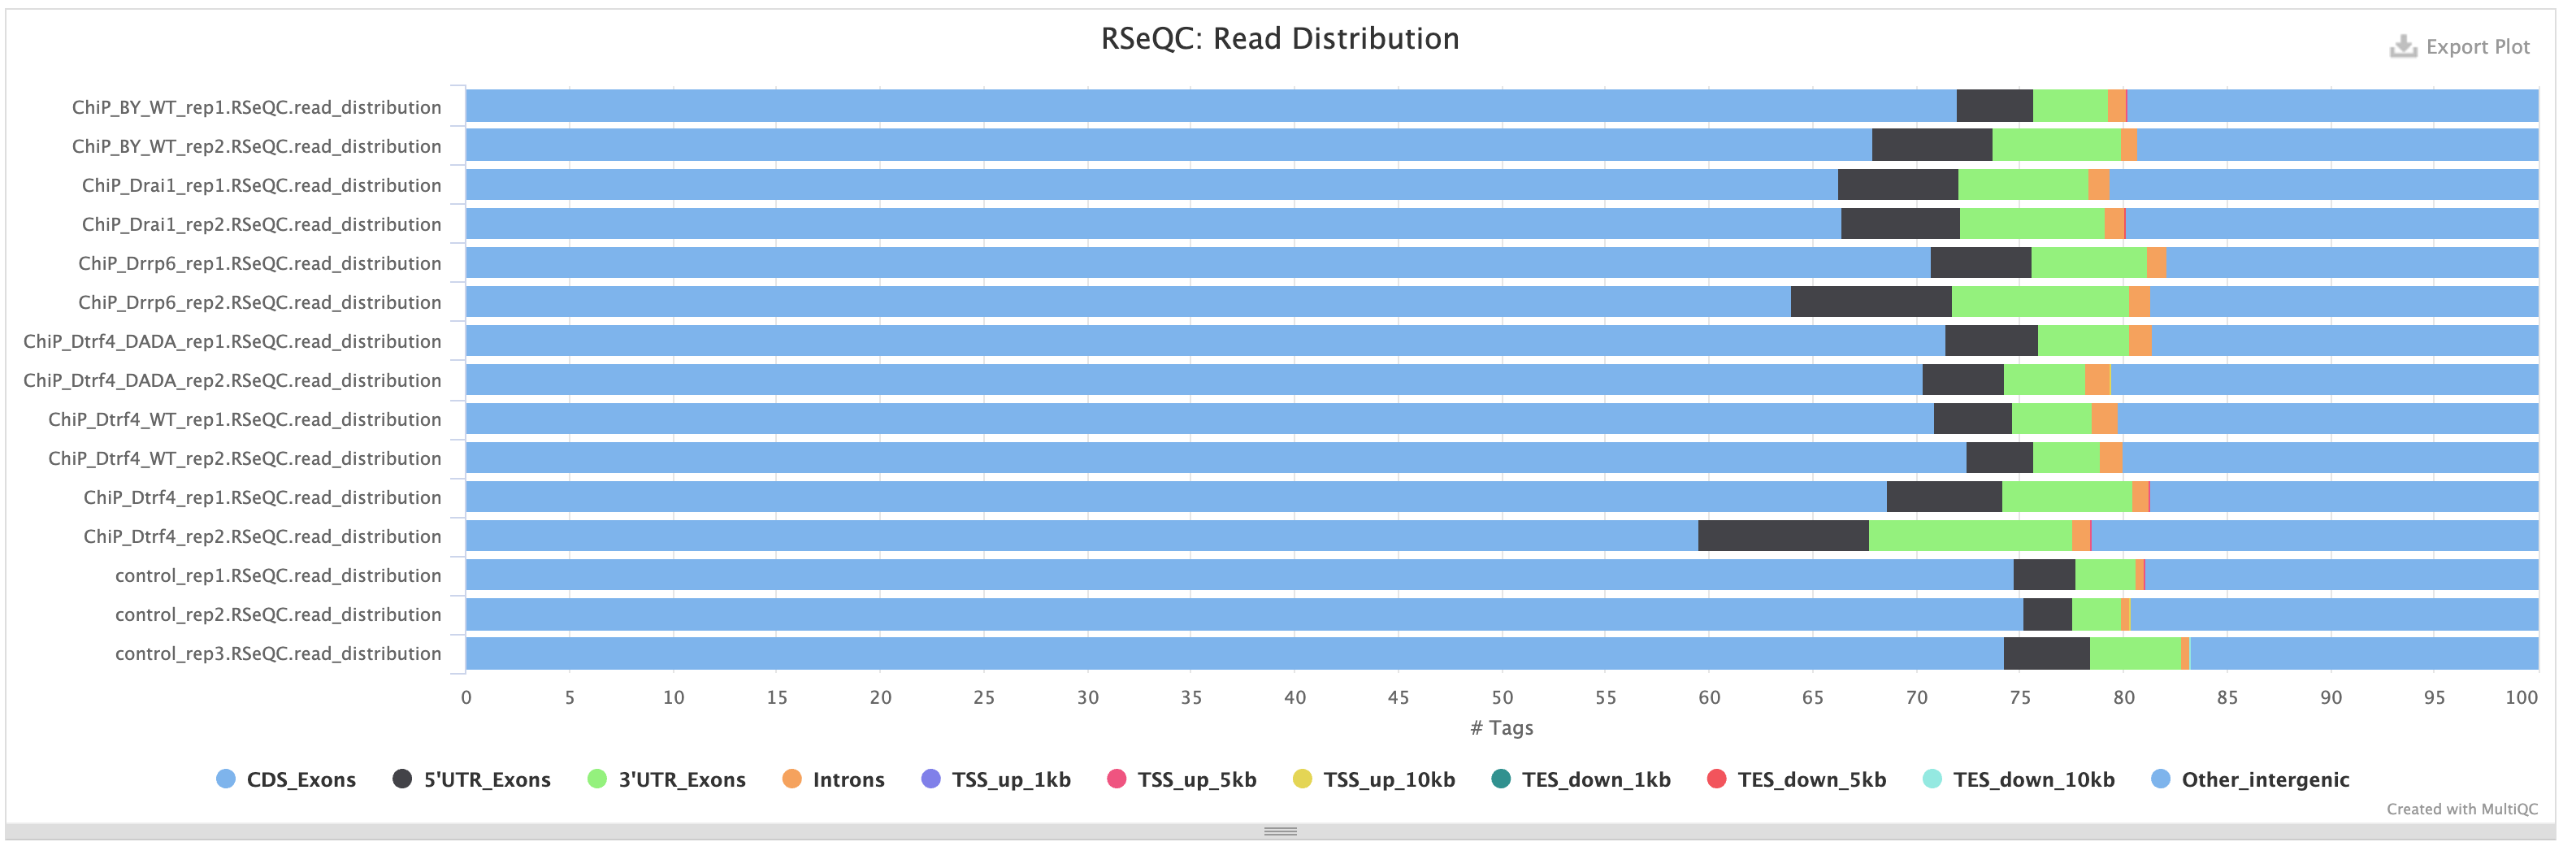 RSeQC: Read Distribution
Export Plot
ChiP_BY_WT_rep1.RSeQC.read_distribution
ChiP_BY_WT_rep2.RSeQC.read_distribution
ChiP_Drai1_rep1.RSeQC.read_distribution
ChiP_Drai1_rep2.RSeQC.read_distribution
ChiP_Drrp6_rep1.RSeQC.read_distribution
ChiP_Drrp6_rep2.RSeQC.read_distribution
ChiP_Dtrf4_DADA_rep1.RSeQC.read_distribution
ChiP_Dtrf4_DADA_rep2.RSeQC.read_distribution
ChiP_Dtrf4_WT_rep1.RSeQC.read_distribution
ChiP_Dtrf4_WT_rep2.RSeQC.read_distribution
ChiP_Dtrf4_rep1.RSeQC.read_distribution
ChiP_Dtrf4_rep2.RSeQC.read_distribution
control_rep1.RSeQC.read_distribution
control_rep2.RSeQC.read_distribution
control_rep3.RSeQC.read_distribution
0 5 10 15 20 25 30 35 40 45 50 55 60 65 70 75 80 85 90 95 100
# Tags
CDS_Exons 5'UTR_Exons 3'UTR_Exons Introns TSS_up_1kb TSS_up_5kb TSS_up_10kb TES_down_1kb TES_down_5kb TES_down_10kb Other_intergenic
Created with MultiQC